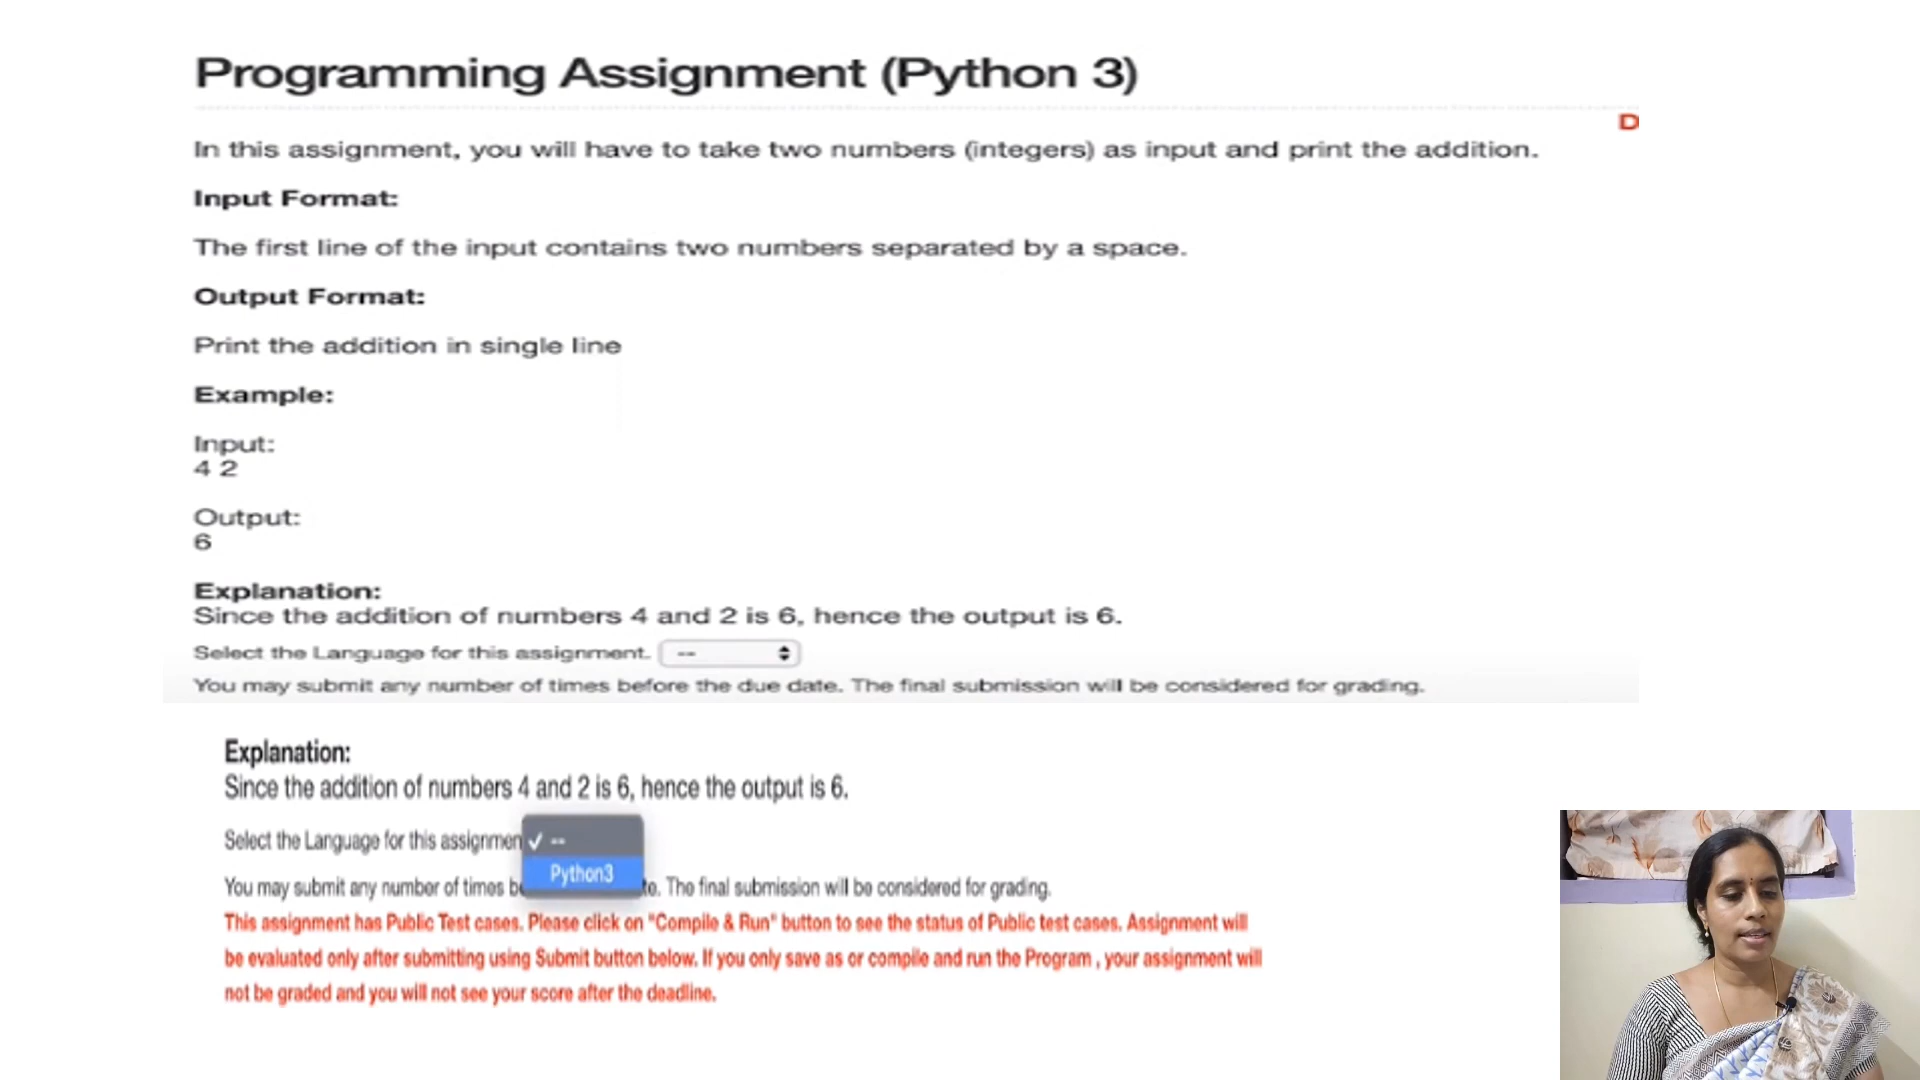 Programming Assignment (Python 3)
D
In this assignment, you will have to take two numbers (integers) as input and print the addition.
Input Format:
The first line of the input contains two numbers separated by a space.
Output Format:
Print the addition in single line
Example:
Input:
4 2
Output:
6
Explanation:
Since the addition of numbers 4 and 2 is 6, hence the output is 6.
Select the Language for this assignment. --
You may submit any number of times before the due date. The final submission will be considered for grading.
Explanation:
Since the addition of numbers 4 and 2 is 6, hence the output is 6.
Select the Language for this assignmen ✓ --
Python3
You may submit any number of times be te. The final submission will be considered for grading.
This assignment has Public Test cases. Please click on "Compile & Run" button to see the status of Public test cases. Assignment will
be evaluated only after submitting using Submit button below. If you only save as or compile and run the Program , your assignment will
not be graded and you will not see your score after the deadline.